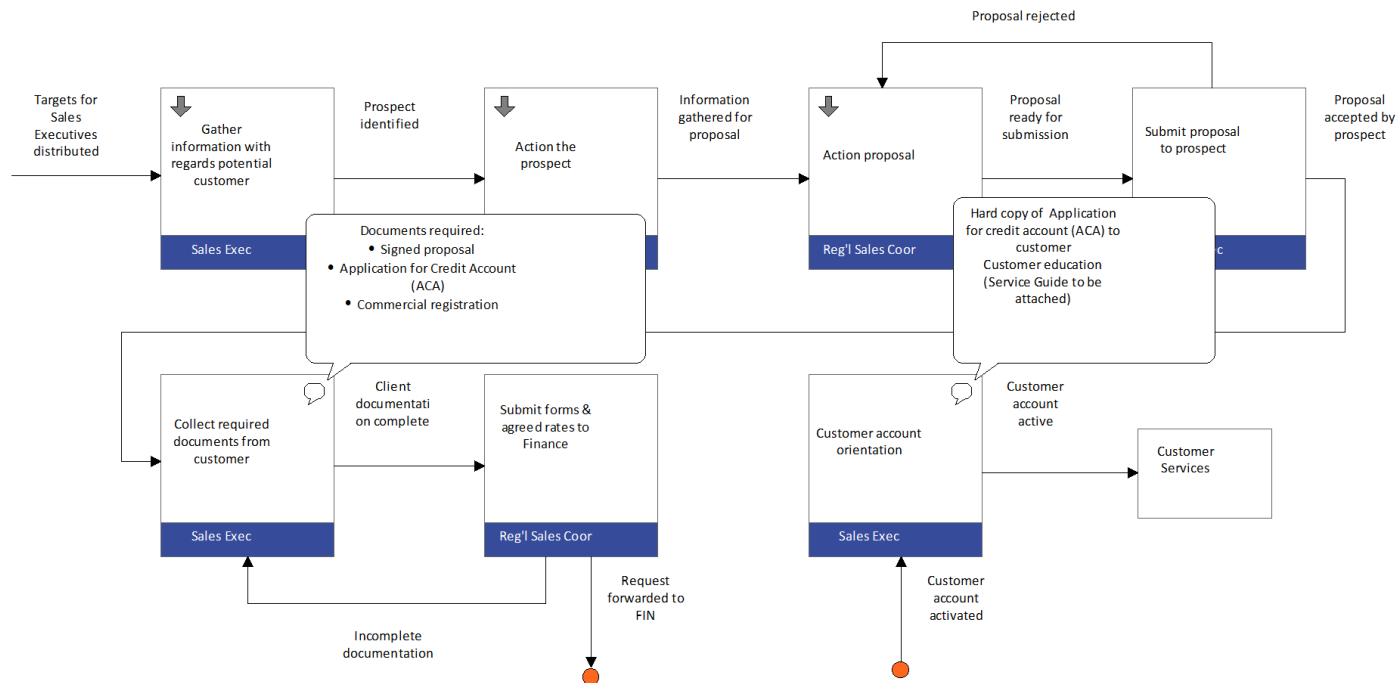 Proposal rejected
Targets for
Sales
Executives
distributed
Gather
information with
regards potential
customer
Sales Exec
Prospect
identified
Action the
prospect
Information
gathered for
proposal
Action proposal
Reg'l Sales Coor
Proposal
ready for
submission
Submit proposal
to prospect
Proposal
accepted by
prospect
Documents required:
• Signed proposal
• Application for Credit Account
(ACA)
• Commercial registration
Hard copy of Application
for credit account (ACA) to
customer
Customer education
(Service Guide to be
attached)
Collect required
documents from
customer
Sales Exec
Client
documentati
on complete
Submit forms &
agreed rates to
Finance
Reg'l Sales Coor
Customer account
orientation
Sales Exec
Customer
account
active
Customer
Services
Incomplete
documentation
Request
forwarded to
FIN
Customer
account
activated